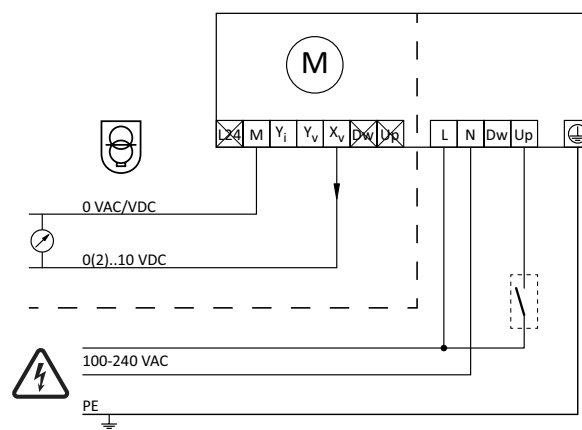 M
L24 M Yi Yv Xv Dw Up L N Dw Up
0 VAC/VDC
0(2)..10 VDC
100-240 VAC
PE